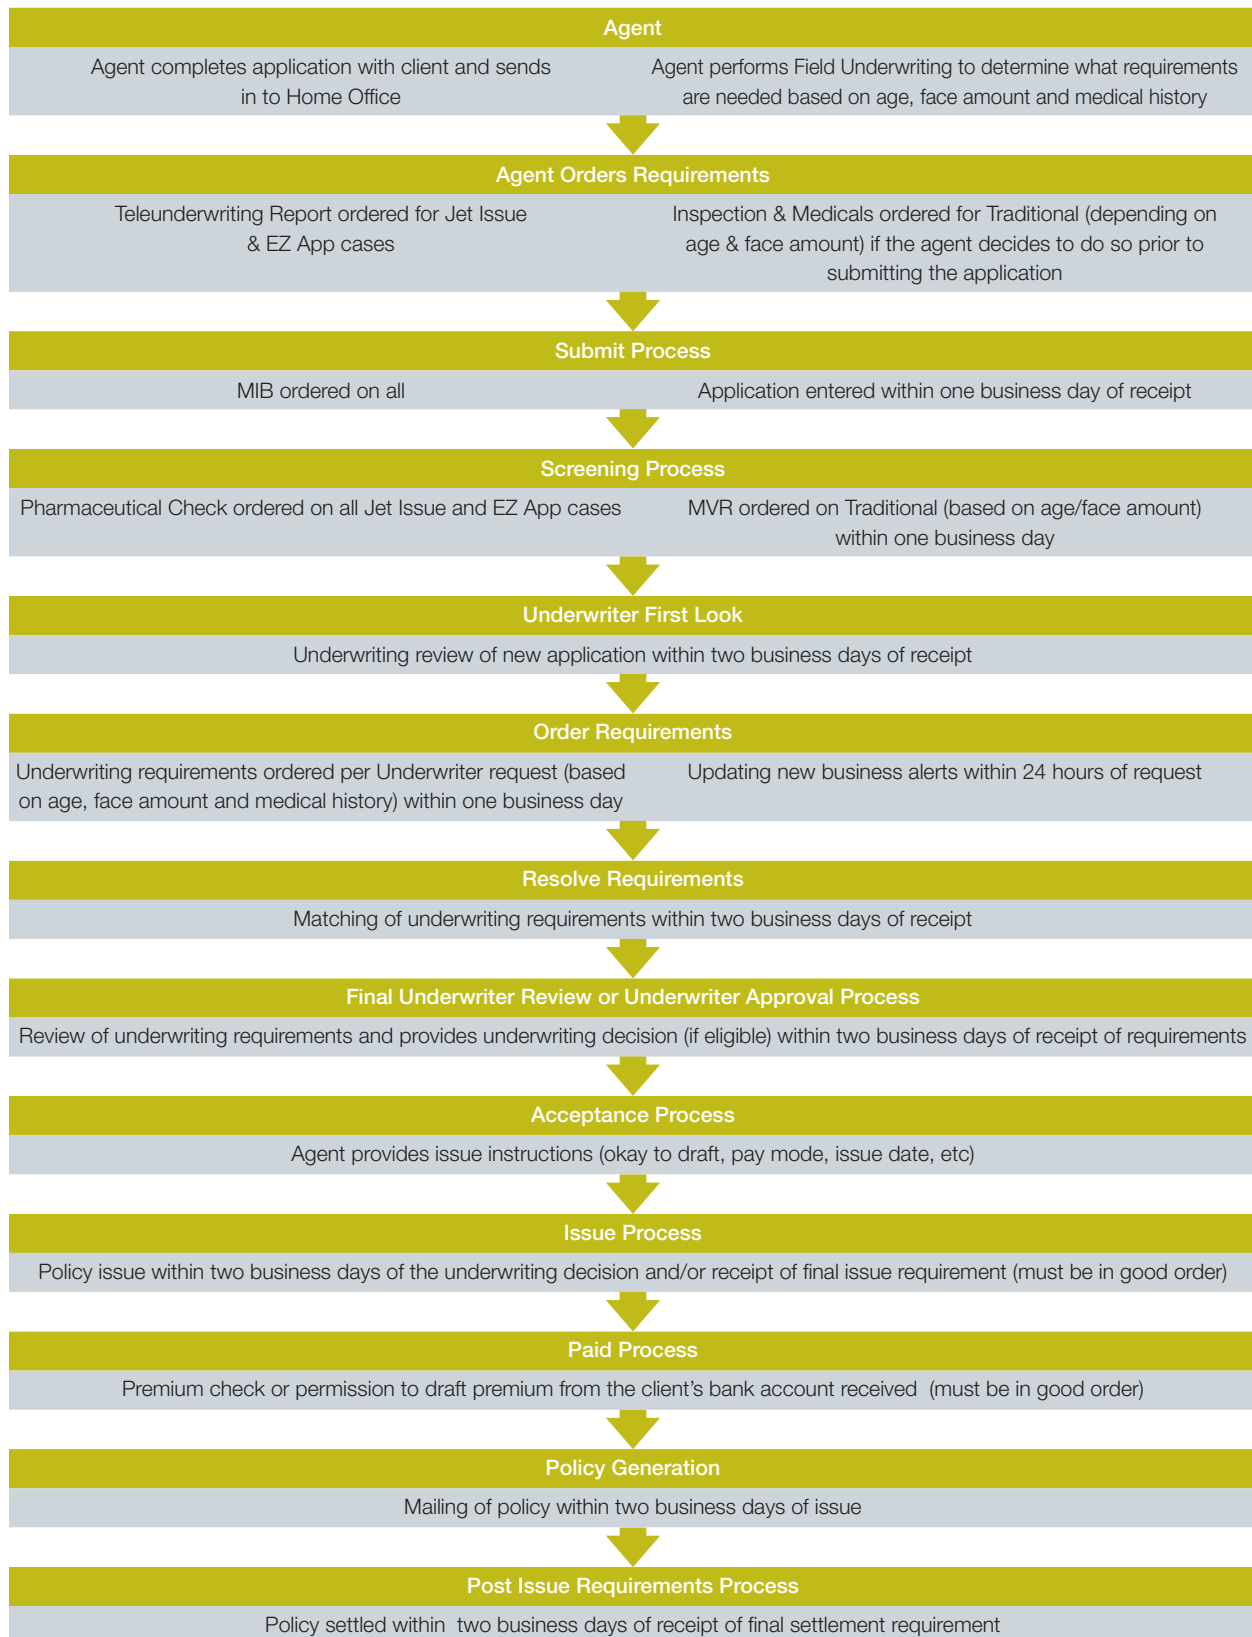 Agent
Agent completes application with client and sends
in to Home Office
Agent performs Field Underwriting to determine what requirements
are needed based on age, face amount and medical history
Agent Orders Requirements
Teleunderwriting Report ordered for Jet Issue
& EZ App cases
Inspection & Medicals ordered for Traditional (depending on
age & face amount) if the agent decides to do so prior to
submitting the application
Submit Process
MIB ordered on all
Application entered within one business day of receipt
Screening Process
Pharmaceutical Check ordered on all Jet Issue and EZ App cases
MVR ordered on Traditional (based on age/face amount)
within one business day
Underwriter First Look
Underwriting review of new application within two business days of receipt
Order Requirements
Underwriting requirements ordered per Underwriter request (based
on age, face amount and medical history) within one business day
Updating new business alerts within 24 hours of request
Resolve Requirements
Matching of underwriting requirements within two business days of receipt
Final Underwriter Review or Underwriter Approval Process
Review of underwriting requirements and provides underwriting decision (if eligible) within two business days of receipt of requirements
Acceptance Process
Agent provides issue instructions (okay to draft, pay mode, issue date, etc)
Issue Process
Policy issue within two business days of the underwriting decision and/or receipt of final issue requirement (must be in good order)
Paid Process
Premium check or permission to draft premium from the client's bank account received (must be in good order)
Policy Generation
Mailing of policy within two business days of issue
Post Issue Requirements Process
Policy settled within two business days of receipt of final settlement requirement